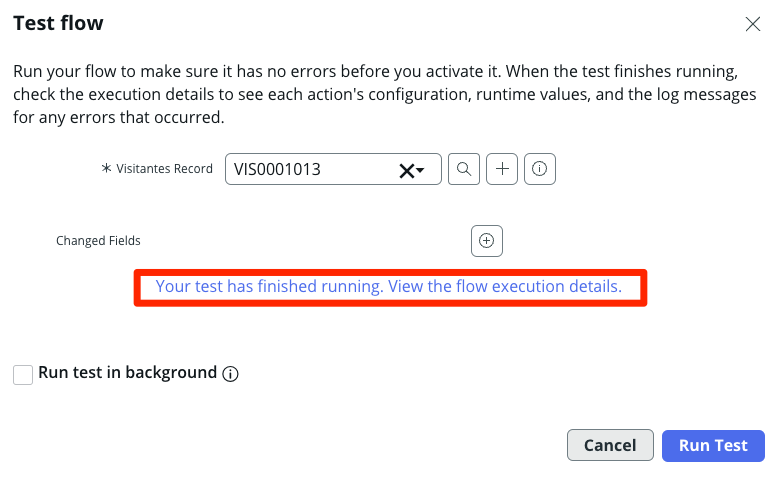 Test flow
Run your flow to make sure it has no errors before you activate it. When the test finishes running,
check the execution details to see each action's configuration, runtime values, and the log messages
for any errors that occurred.
* Visitantes Record VIS0001013
Changed Fields
Your test has finished running. View the flow execution details.
Run test in background
Cancel Run Test